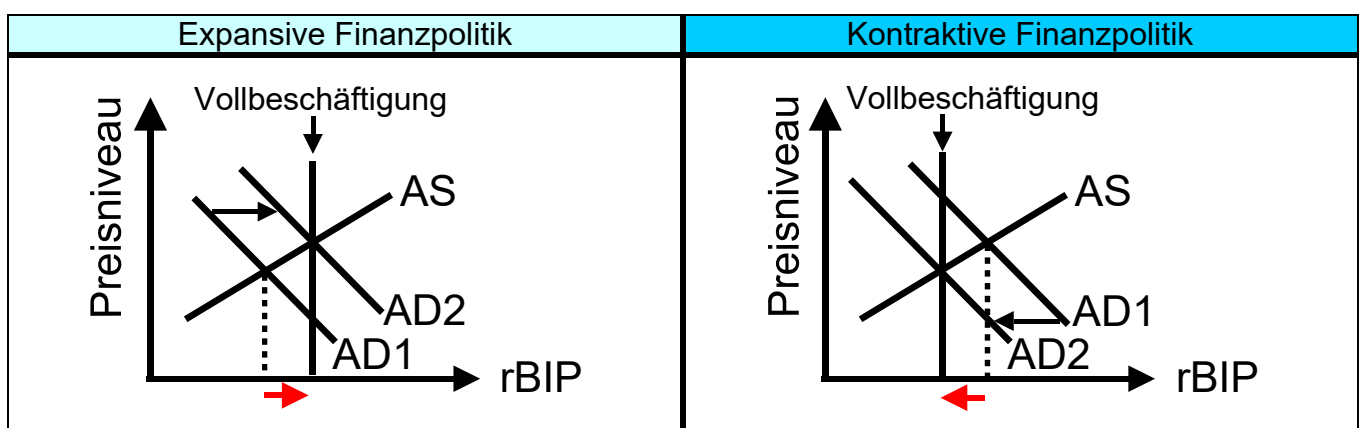 Expansive Finanzpolitik
Kontraktive Finanzpolitik
Vollbeschäftigung
Preisniveau
AS
AD2
AD1
rBIP
Vollbeschäftigung
Preisniveau
AS
AD1
AD2
rBIP